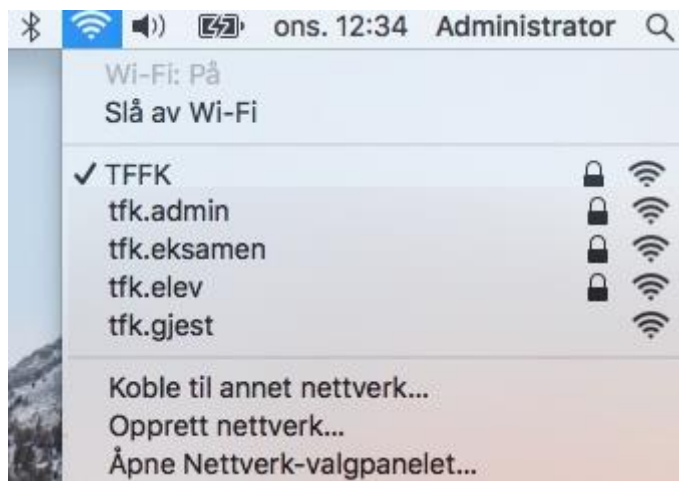 ons. 12:34 Administrator
Wi-Fi: På
Slå av Wi-Fi
TFFK
tfk.admin
tfk.eksamen
tfk.elev
tfk.gjest
Koble til annet nettverk...
Opprett nettverk...
Åpne Nettverk-valgpanelet...